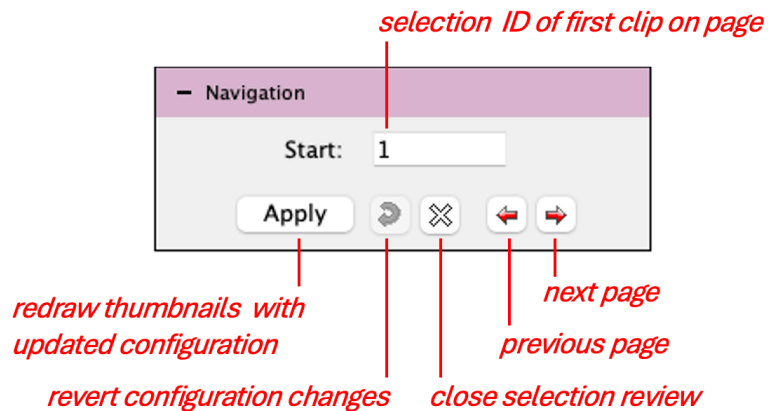 selection ID of first clip on page
Navigation
Start: 1
Apply
redraw thumbnails with
updated configuration
next page
previous page
revert configuration changes
close selection review